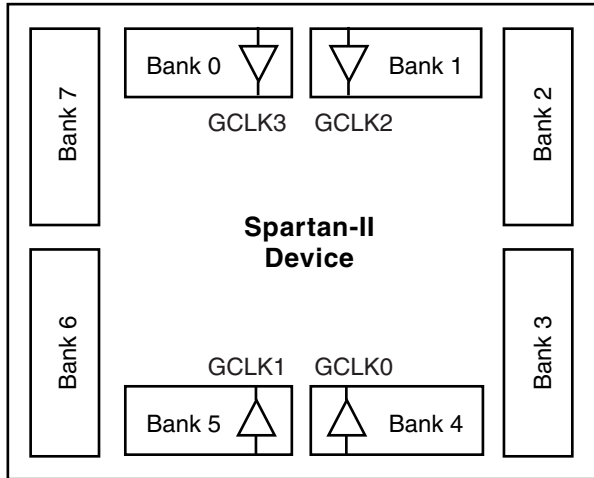 Bank 0
Bank 1
GCLK3
GCLK2
Bank 7
Bank 2
Spartan-II
Device
Bank 6
Bank 3
GCLK1
GCLK0
Bank 5
Bank 4